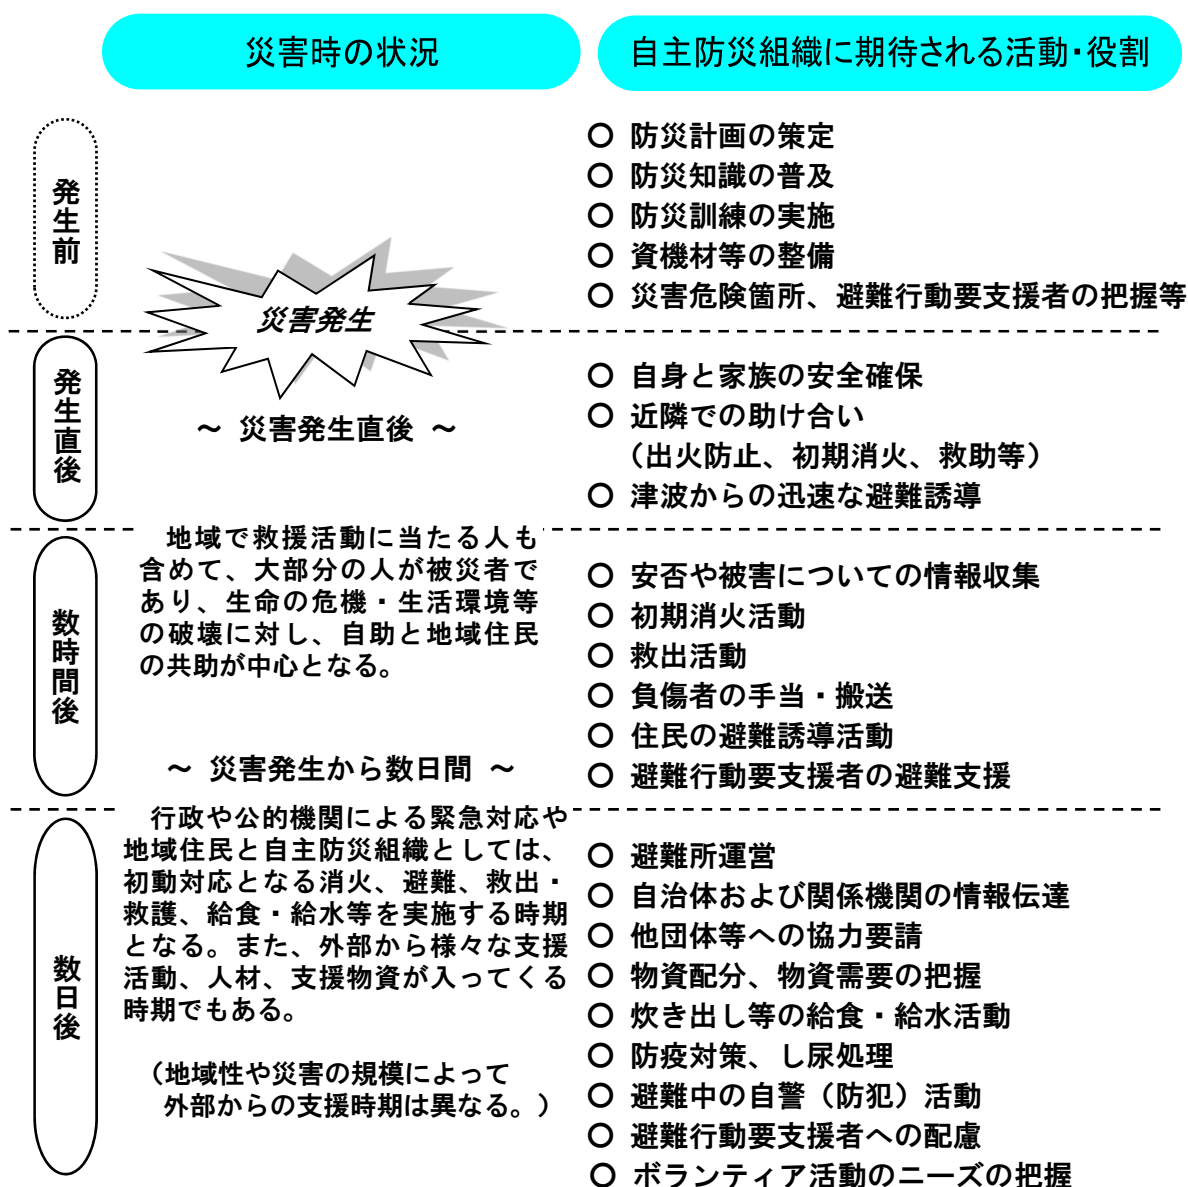 災害時の状況
自主防災組織に期待される活動・役割
発生前
災害発生
○ 防災計画の策定
○ 防災知識の普及
○ 防災訓練の実施
○ 資機材等の整備
○ 災害危険箇所、避難行動要支援者の把握等
発生直後
～ 災害発生直後 ～
○ 自身と家族の安全確保
○ 近隣での助け合い
（出火防止、初期消火、救助等）
○ 津波からの迅速な避難誘導
数時間後
地域で救援活動に当たる人も
含めて、大部分の人が被災者で
あり、生命の危機・生活環境等
の破壊に対し、自助と地域住民
の共助が中心となる。
～ 災害発生から数日間 ～
○ 安否や被害についての情報収集
○ 初期消火活動
○ 救出活動
○ 負傷者の手当・搬送
○ 住民の避難誘導活動
○ 避難行動要支援者の避難支援
数日後
行政や公的機関による緊急対応や
地域住民と自主防災組織としては、
初動対応となる消火、避難、救出・
救護、給食・給水等を実施する時期
となる。また、外部から様々な支援
活動、人材、支援物資が入ってくる
時期でもある。
（地域性や災害の規模によって
外部からの支援時期は異なる。）
○ 避難所運営
○ 自治体および関係機関の情報伝達
○ 他団体等への協力要請
○ 物資配分、物資需要の把握
○ 炊き出し等の給食・給水活動
○ 防疫対策、し尿処理
○ 避難中の自警（防犯）活動
○ 避難行動要支援者への配慮
○ ボランティア活動のニーズの把握